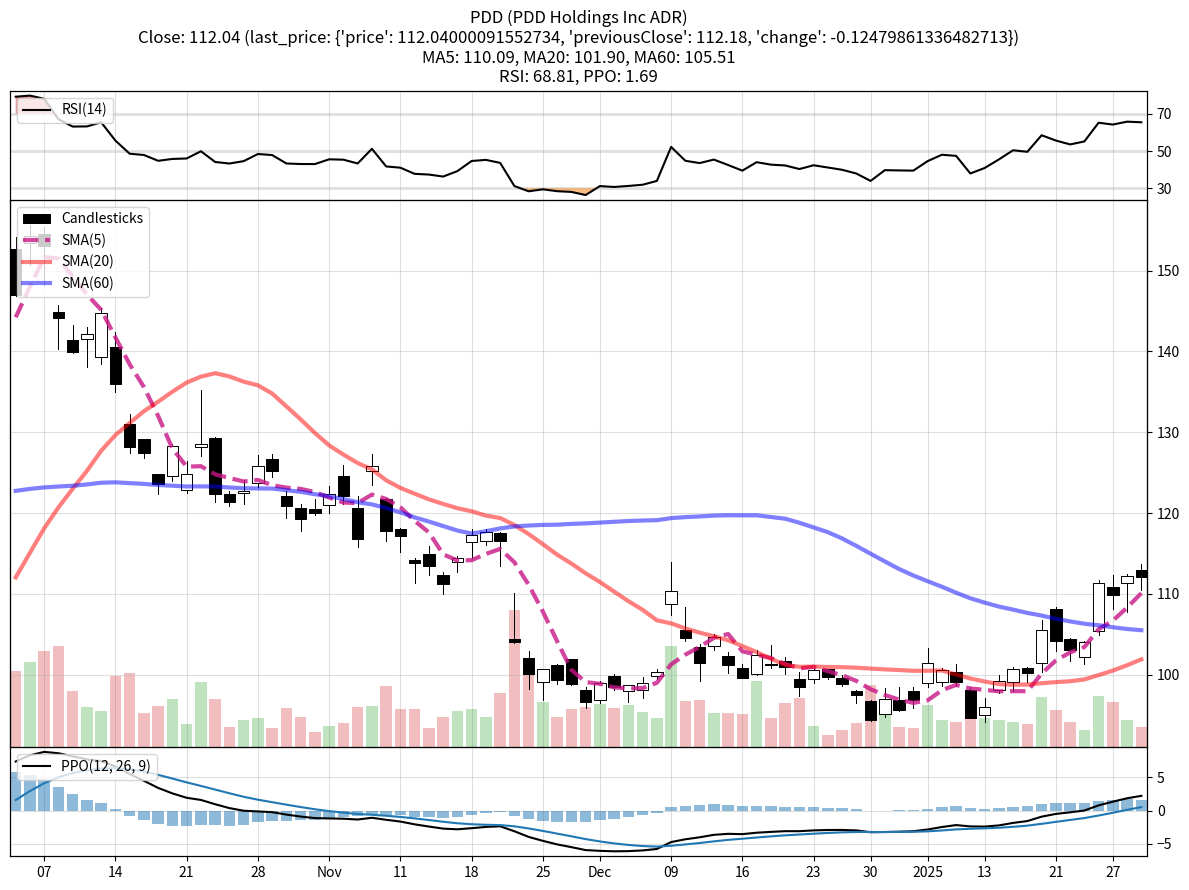 PDD (PDD Holdings Inc ADR)
Close: 112.04 (last_price: {'price': 112.04000091552734, 'previousClose': 112.18, 'change': -0.12479861336482713})
MA5: 110.09, MA20: 101.90, MA60: 105.51
RSI: 68.81, PPO: 1.69
RSI(14)
70
50
30
Candlesticks
SMA(5)
SMA(20)
SMA(60)
150
140
130
120
110
100
PPO(12, 26, 9)
5
0
−5
07 14 21 28 Nov 11 18 25 Dec 09 16 23 30 2025 13 21 27